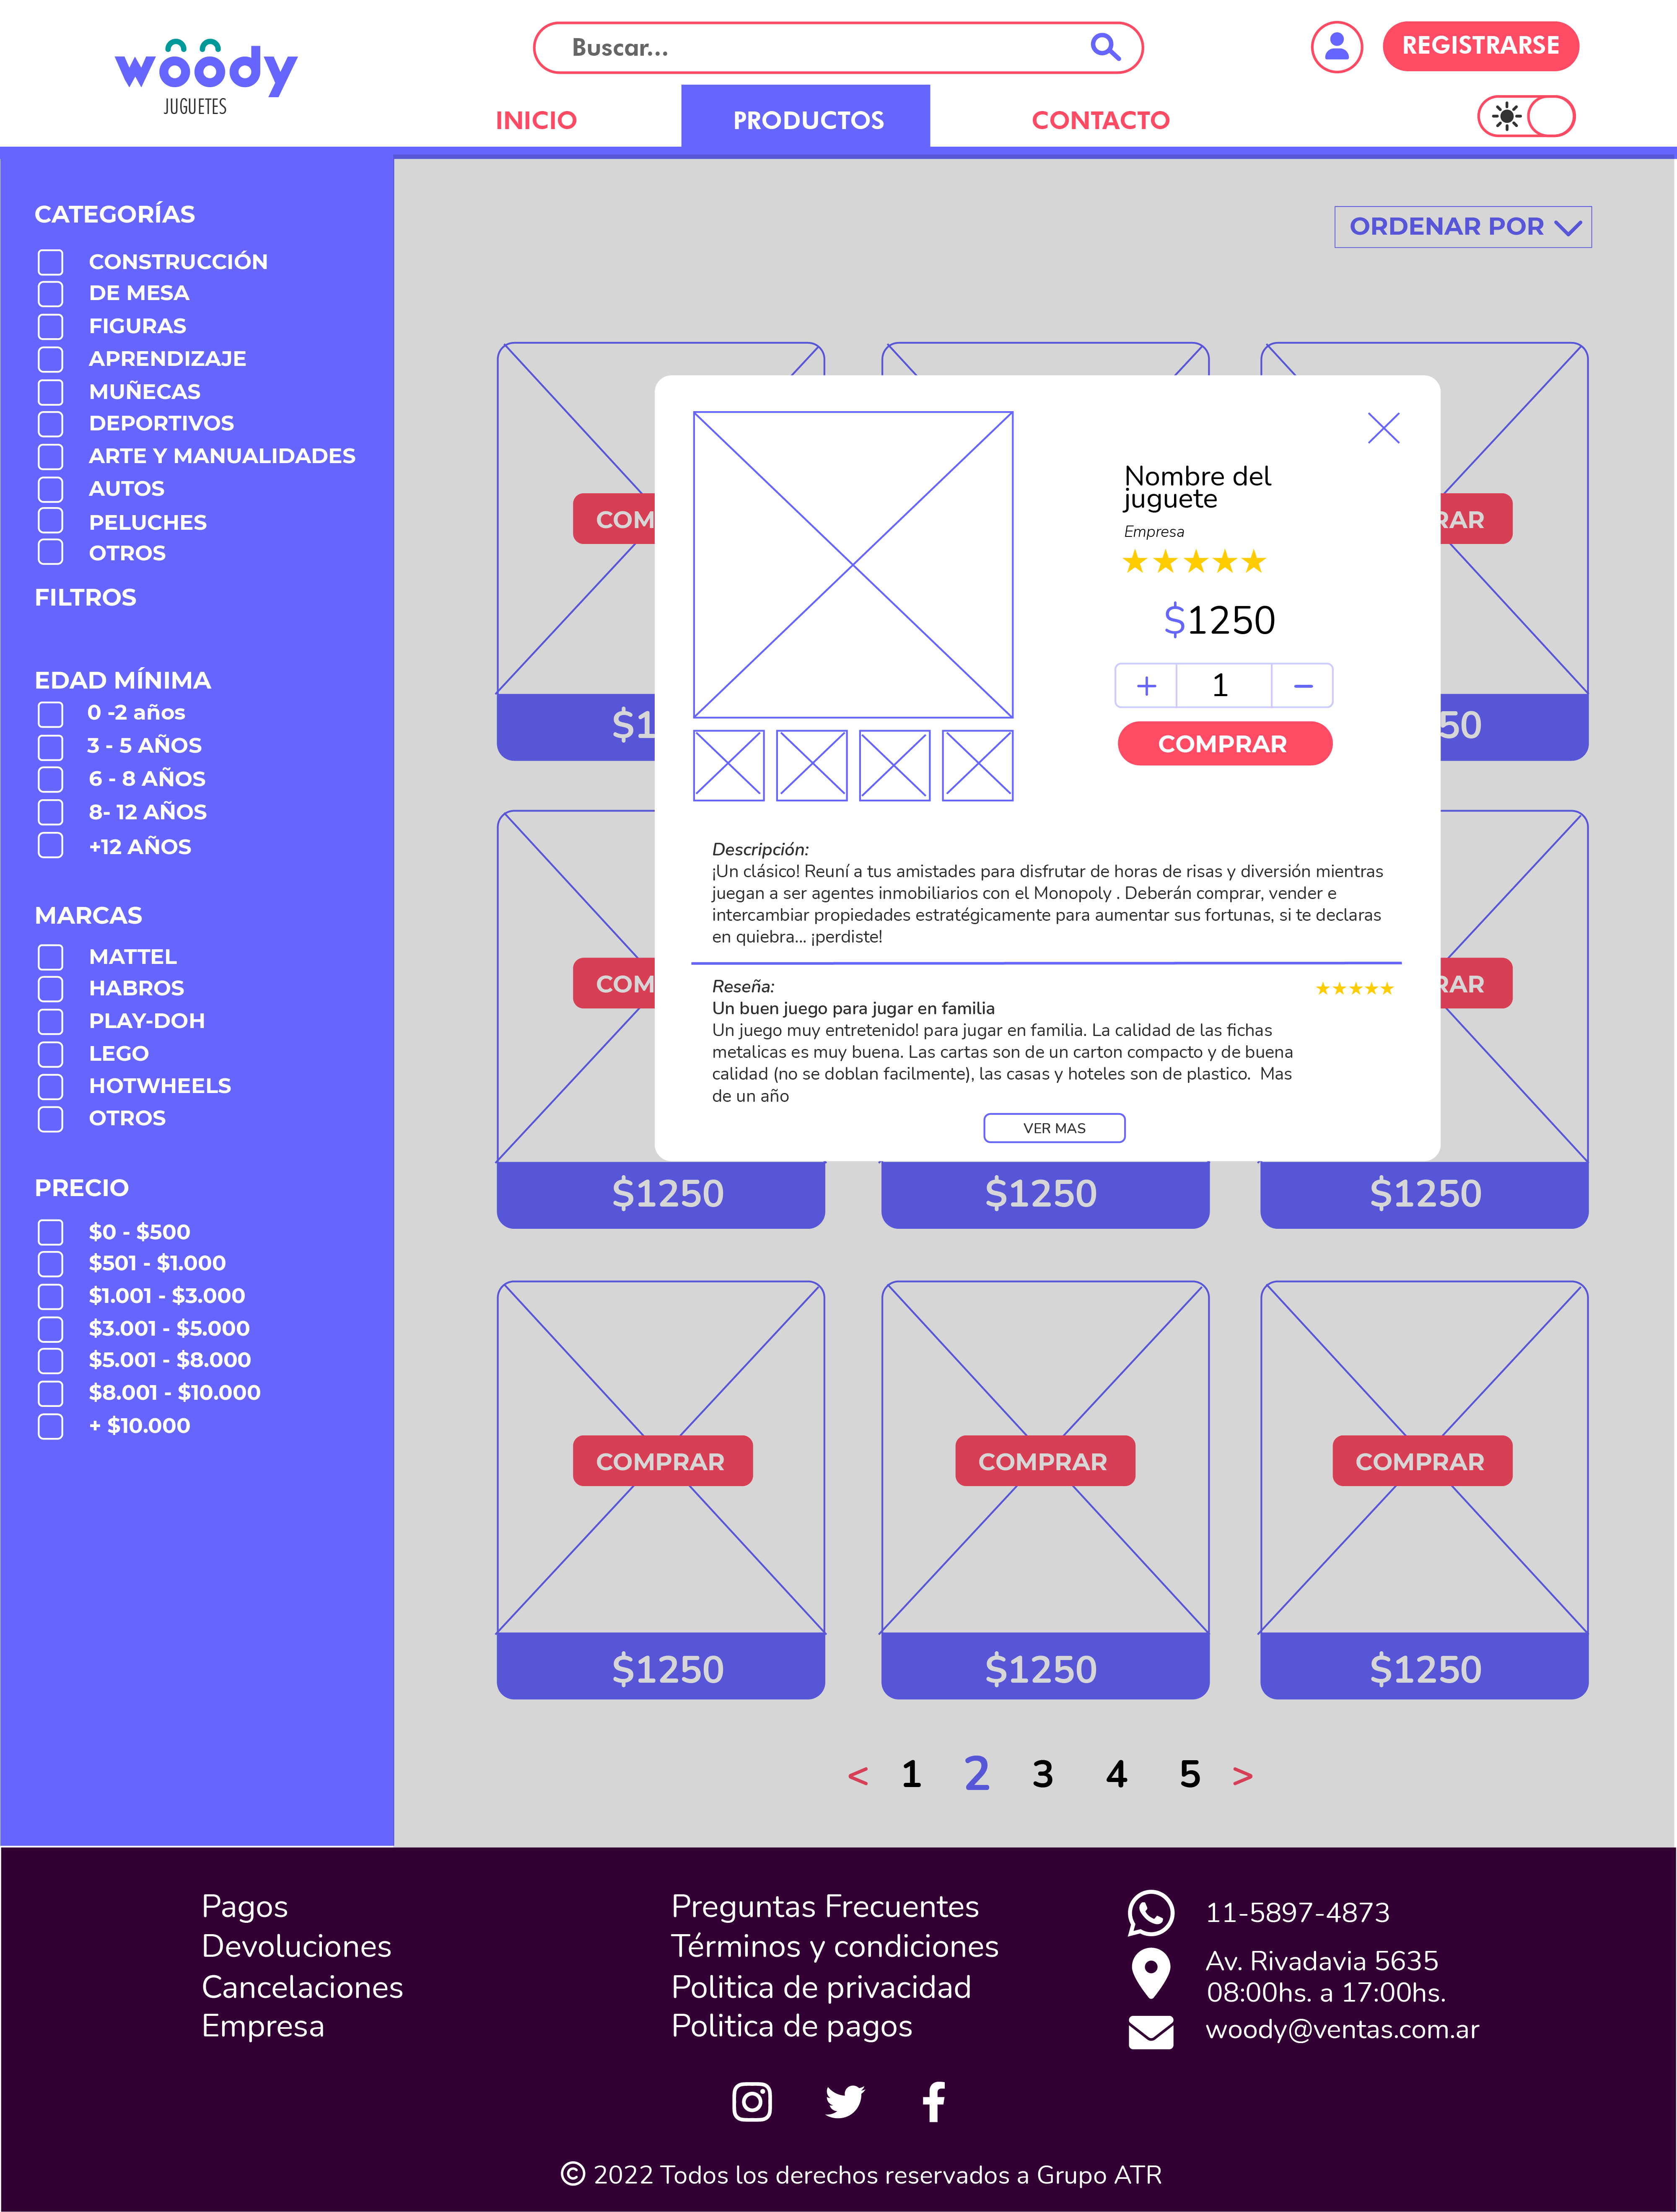 woody
JUGUETES
Buscar...
REGISTRARSE
INICIO
PRODUCTOS
CONTACTO
CATEGORÍAS
CONSTRUCCIÓN
DE MESA
FIGURAS
APRENDIZAJE
MUÑECAS
DEPORTIVOS
ARTE Y MANUALIDADES
AUTOS
PELUCHES
OTROS
FILTROS
EDAD MÍNIMA
0 -2 años
3 - 5 AÑOS
6 - 8 AÑOS
8- 12 AÑOS
+12 AÑOS
MARCAS
MATTEL
HABROS
PLAY-DOH
LEGO
HOTWHEELS
OTROS
PRECIO
$0 - $500
$501 - $1.000
$1.001 - $3.000
$3.001 - $5.000
$5.001 - $8.000
$8.001 - $10.000
+ $10.000
ORDENAR POR
COM
RAR
$1
50
Nombre del
juguete
Empresa
$1250
+ 1 −
COMPRAR
Descripción:
¡Un clásico! Reuní a tus amistades para disfrutar de horas de risas y diversión mientras
juegan a ser agentes inmobiliarios con el Monopoly . Deberán comprar, vender e
intercambiar propiedades estratégicamente para aumentar sus fortunas, si te declaras
en quiebra... ¡perdiste!
COM
RAR
Reseña:
Un buen juego para jugar en familia
Un juego muy entretenido! para jugar en familia. La calidad de las fichas
metalicas es muy buena. Las cartas son de un carton compacto y de buena
calidad (no se doblan facilmente), las casas y hoteles son de plastico.  Mas
de un año
VER MAS
$1250
$1250
$1250
COMPRAR
COMPRAR
COMPRAR
$1250
$1250
$1250
< 1 2 3 4 5 >
Pagos
Devoluciones
Cancelaciones
Empresa
Preguntas Frecuentes
Términos y condiciones
Politica de privacidad
Politica de pagos
11-5897-4873
Av. Rivadavia 5635
08:00hs. a 17:00hs.
woody@ventas.com.ar
© 2022 Todos los derechos reservados a Grupo ATR